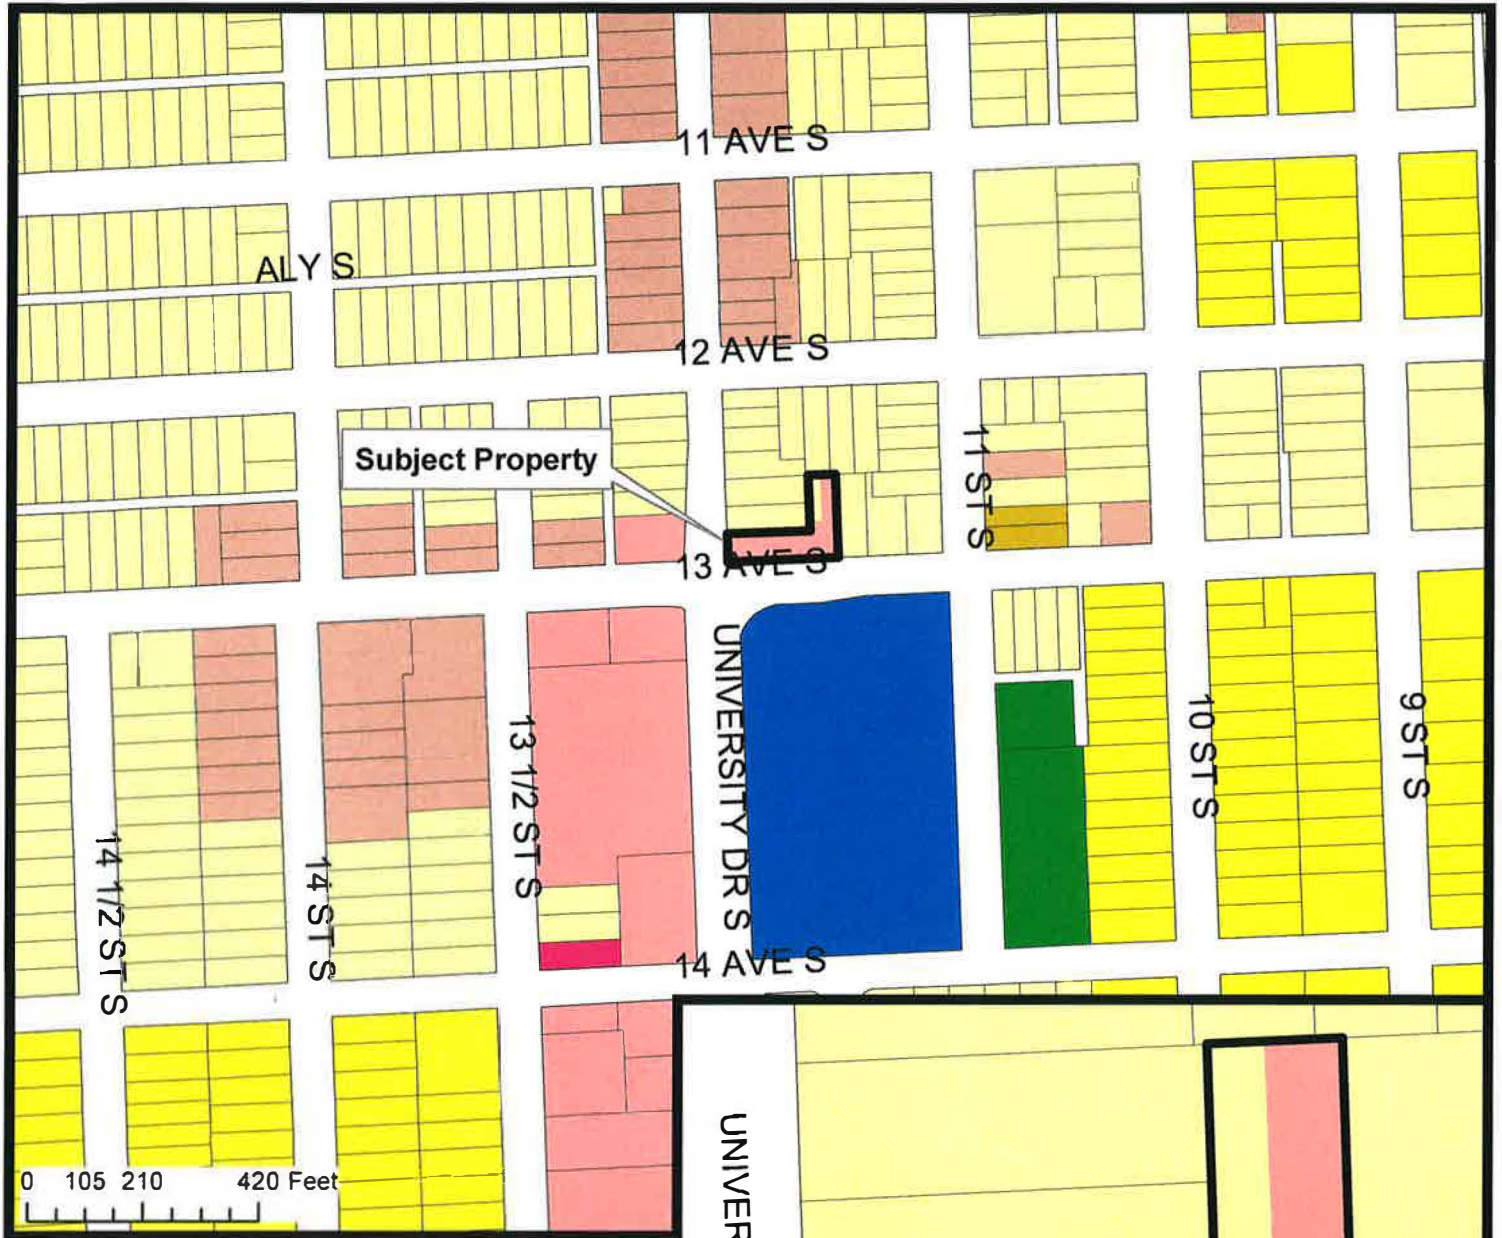 11 AVE S
ALY S
12 AVE S
Subject Property
11 ST S
13 AVE S
UNIVERSITY DR S
13 1/2 ST S
10 ST S
9 ST S
14 1/2 ST S
14 ST S
14 AVE S
UNIVER
0 105 210 420 Feet